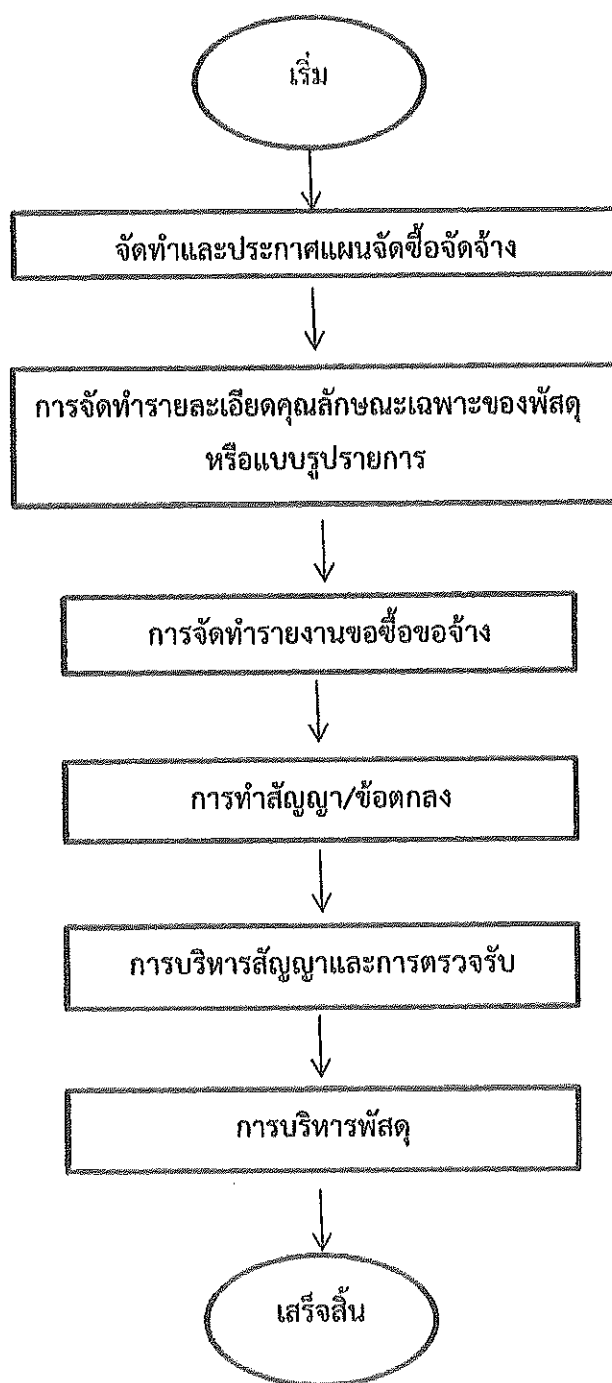 เริ่ม
จัดทำและประกาศแผนจัดซื้อจัดจ้าง
การจัดทำรายละเอียดคุณลักษณะเฉพาะของพัสดุ
หรือแบบรูปรายการ
การจัดทำรายงานขอซื้อขอจ้าง
การทำสัญญา/ข้อตกลง
การบริหารสัญญาและการตรวจรับ
การบริหารพัสดุ
เสร็จสิ้น